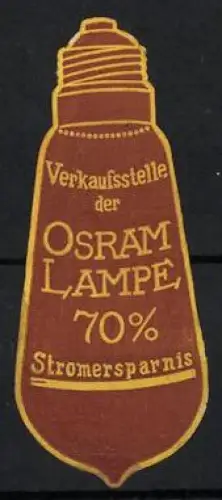 Verkaufsstelle
der
OSRAM
LAMPE
70%
Stromersparnis